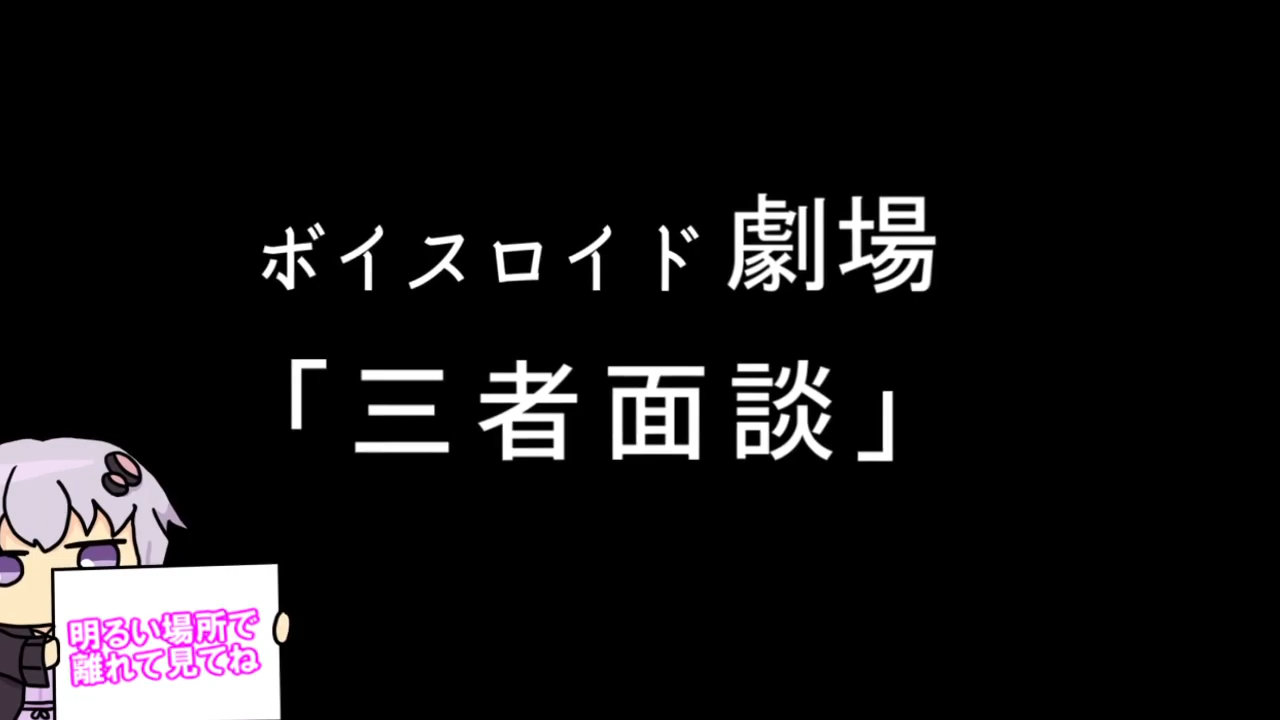 ボイスロイド劇場
「三者面談」
明るい場所で
離れて見てね